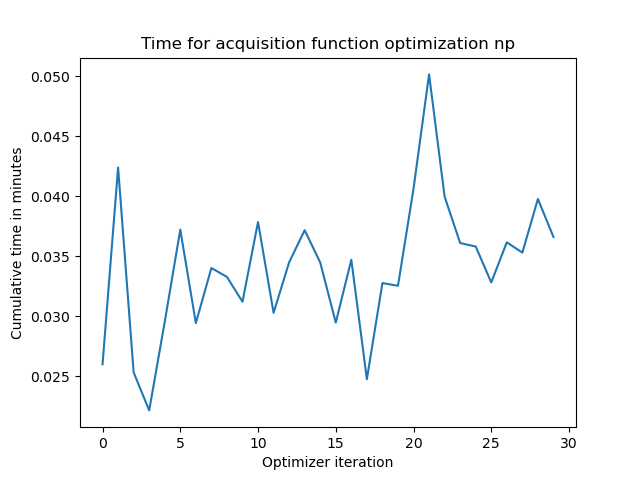 Time for acquisition function optimization np
Cumulative time in minutes
0.050
0.045
0.040
0.035
0.030
0.025
0 5 10 15 20 25 30
Optimizer iteration